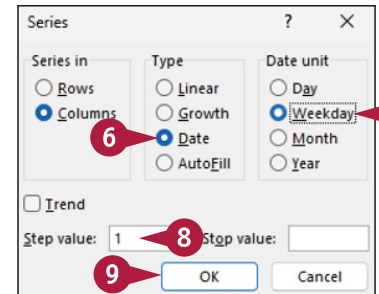 Series ? ×
Series in Type Date unit
Rows Linear Day
Columns Growth Weekday
6 Date Month
AutoFill Year
Trend
Step value: 1 8 Stop value:
9 OK Cancel